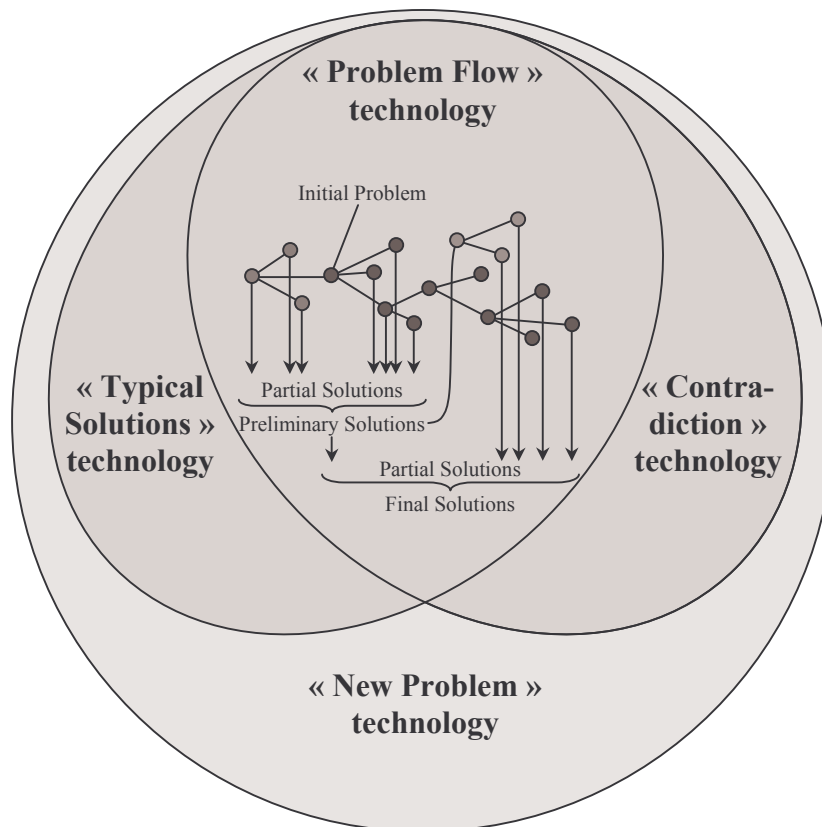 « Problem Flow »
technology
Initial Problem
« Typical
Solutions »
technology
« Contra-
diction »
technology
Partial Solutions
Preliminary Solutions
Partial Solutions
Final Solutions
« New Problem »
technology